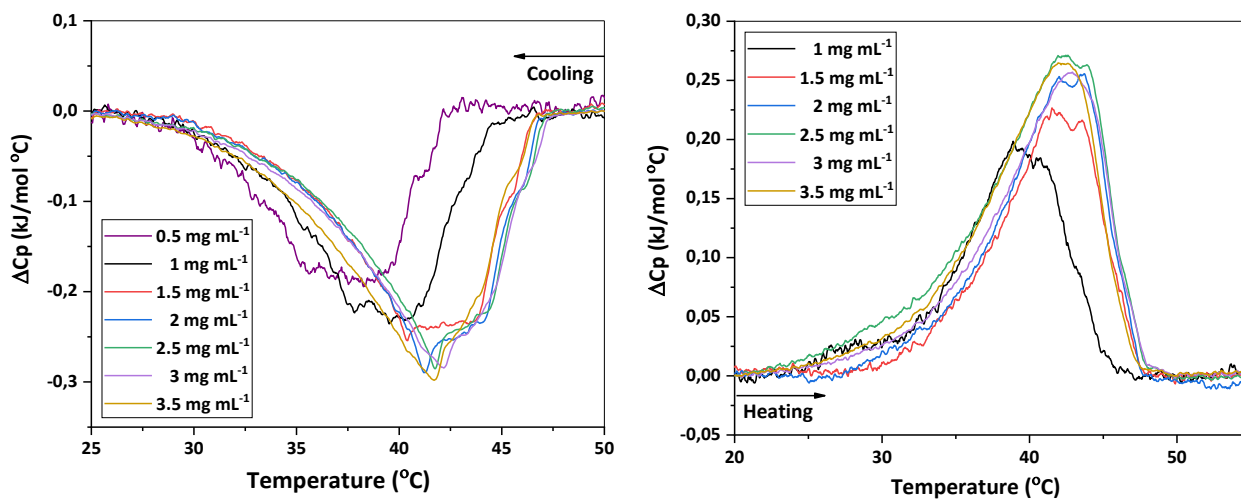 0,1
0,0
-0,1
-0,2
-0,3
25
30
35
40
45
50
ΔCp (kJ/mol ºC)
Temperature (ºC)
Cooling
0.5 mg mL⁻¹
1 mg mL⁻¹
1.5 mg mL⁻¹
2 mg mL⁻¹
2.5 mg mL⁻¹
3 mg mL⁻¹
3.5 mg mL⁻¹
0,30
0,25
0,20
0,15
0,10
0,05
0,00
-0,05
20
30
40
50
ΔCp (kJ/mol ºC)
Temperature (ºC)
Heating
1 mg mL⁻¹
1.5 mg mL⁻¹
2 mg mL⁻¹
2.5 mg mL⁻¹
3 mg mL⁻¹
3.5 mg mL⁻¹